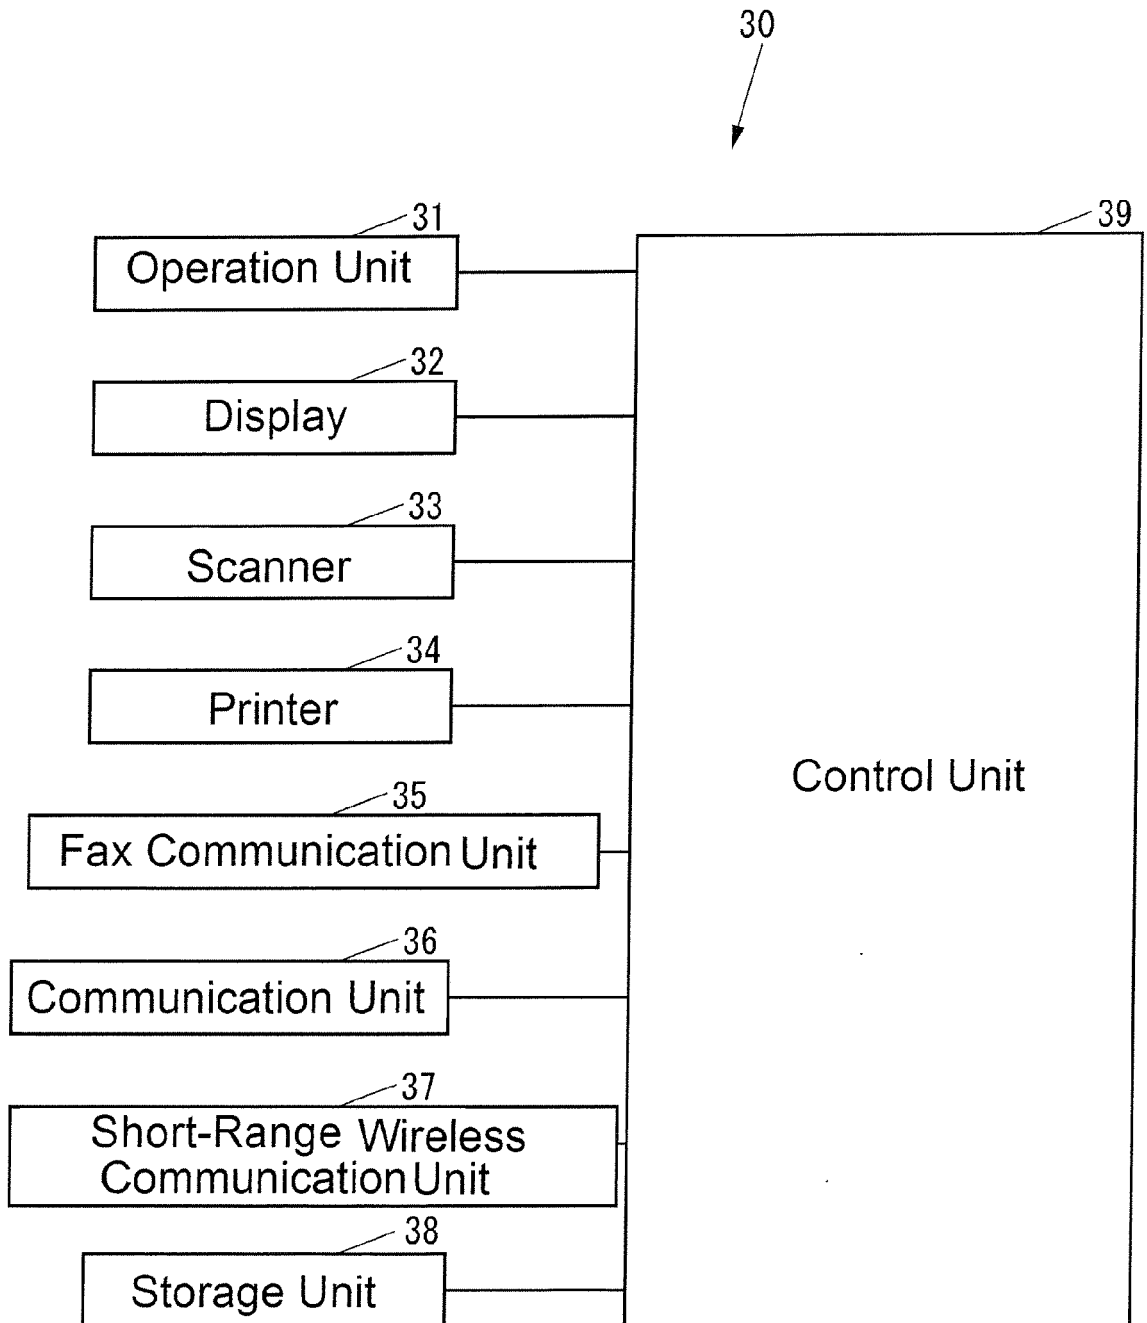 30
31
Operation Unit
32
Display
33
Scanner
34
Printer
35
Fax Communication Unit
36
Communication Unit
37
Short-Range Wireless
Communication Unit
38
Storage Unit
39
Control Unit